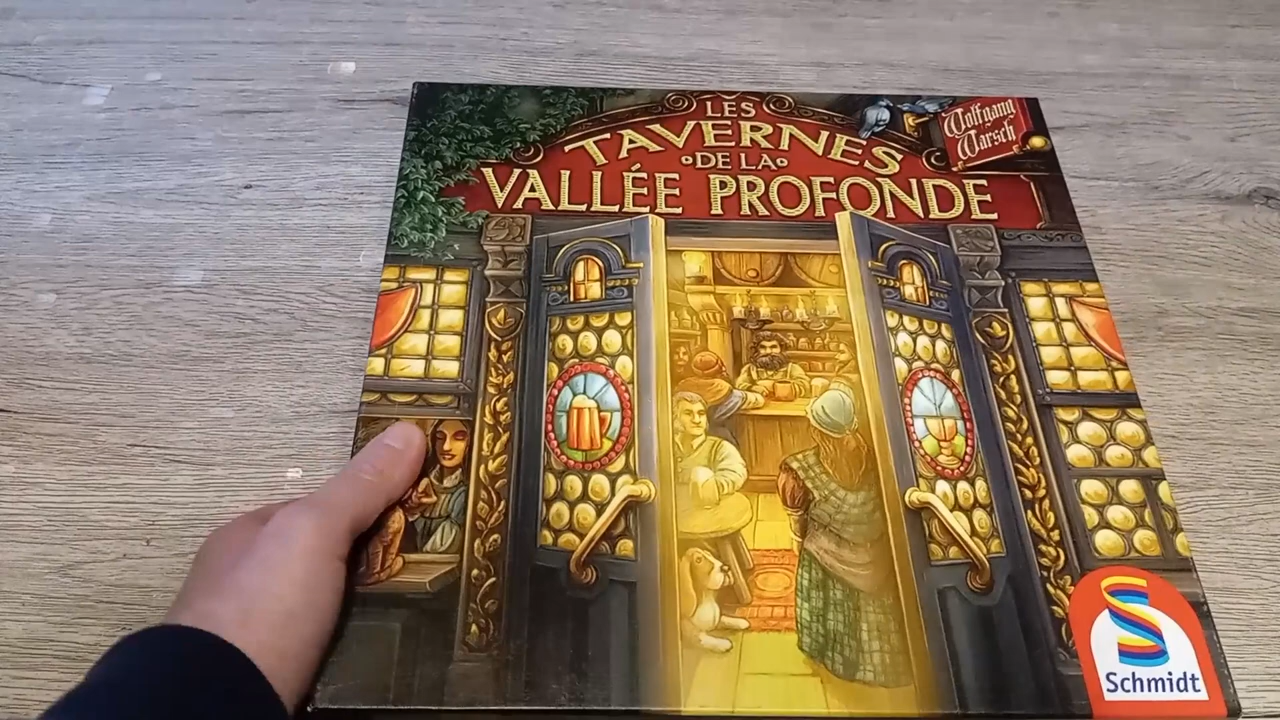 LES
TAVERNES
DE LA
VALLÉE PROFONDE
Wolfgang
Warsch
Schmidt